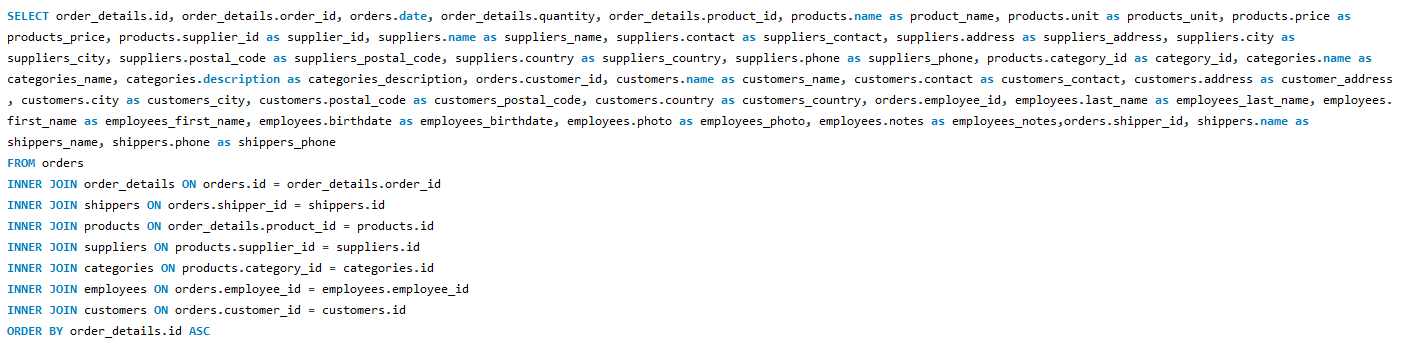 SELECT order_details.id, order_details.order_id, orders.date, order_details.quantity, order_details.product_id, products.name as product_name, products.unit as products_unit, products.price as
products_price, products.supplier_id as supplier_id, suppliers.name as suppliers_name, suppliers.contact as suppliers_contact, suppliers.address as suppliers_address, suppliers.city as
suppliers_city, suppliers.postal_code as suppliers_postal_code, suppliers.country as suppliers_country, suppliers.phone as suppliers_phone, products.category_id as category_id, categories.name as
categories_name, categories.description as categories_description, orders.customer_id, customers.name as customers_name, customers.contact as customers_contact, customers.address as customer_address
, customers.city as customers_city, customers.postal_code as customers_postal_code, customers.country as customers_country, orders.employee_id, employees.last_name as employees_last_name, employees.
first_name as employees_first_name, employees.birthdate as employees_birthdate, employees.photo as employees_photo, employees.notes as employees_notes,orders.shipper_id, shippers.name as
shippers_name, shippers.phone as shippers_phone
FROM orders
INNER JOIN order_details ON orders.id = order_details.order_id
INNER JOIN shippers ON orders.shipper_id = shippers.id
INNER JOIN products ON order_details.product_id = products.id
INNER JOIN suppliers ON products.supplier_id = suppliers.id
INNER JOIN categories ON products.category_id = categories.id
INNER JOIN employees ON orders.employee_id = employees.employee_id
INNER JOIN customers ON orders.customer_id = customers.id
ORDER BY order_details.id ASC